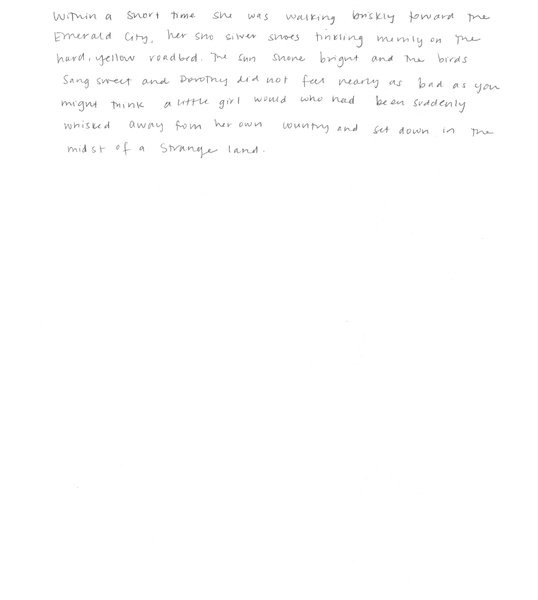 Within a short time she was walking briskly toward the
Emerald City, her sho silver shoes tinkling merrily on the
hard, yellow roadbed. The sun shone bright and the birds
Sang sweet and Dorothy did not feel nearly as bad as you
might think a little girl would who had been suddenly
whisked away from her own country and set down in the
midst of a Strange land.